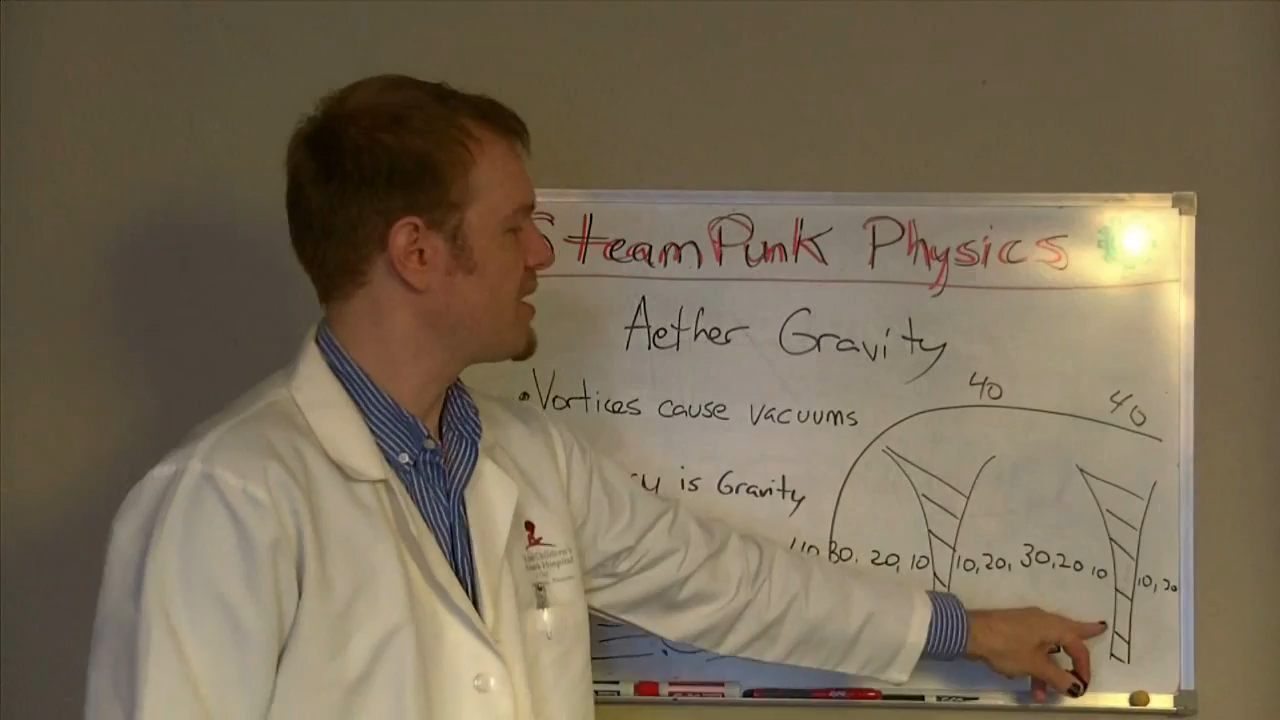 SteamPunk Physics
Aether Gravity
40 40
• Vortices cause vacuums
is Gravity
30, 20, 10 10, 20, 30, 20 10 10, 20